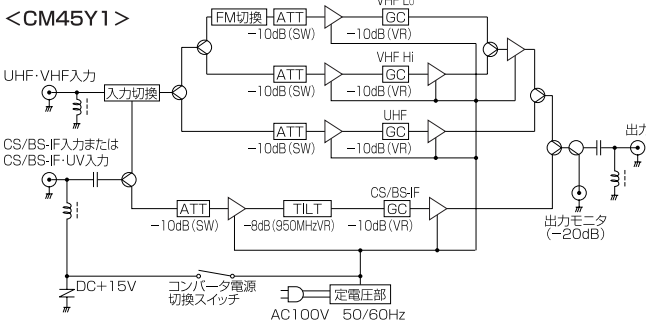 <CM45Y1>
FM切換
ATT
-10dB(SW)
VHF Lo
GC
-10dB(VR)
UHF・VHF入力
入力切換
ATT
-10dB(SW)
VHF Hi
GC
-10dB(VR)
ATT
-10dB(SW)
UHF
GC
-10dB(VR)
CS/BS-IF入力または
CS/BS-IF・UV入力
ATT
-10dB(SW)
TILT
-8dB(950MHzVR)
CS/BS-IF
GC
-10dB(VR)
出力
出力モニタ
(-20dB)
DC+15V
コンバータ電源
切換スイッチ
定電圧部
AC100V 50/60Hz